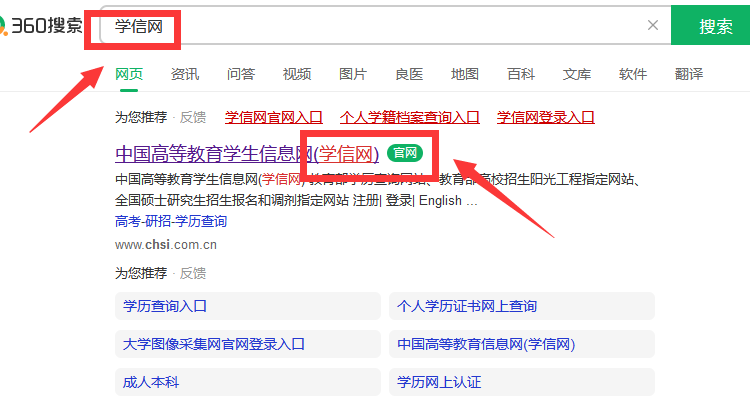 360搜索 学信网 × 搜索
网页 资讯 问答 视频 图片 良医 地图 百科 文库 软件 翻译
为您推荐 · 反馈 学信网官网入口 个人学籍档案查询入口 学信网登录入口
中国高等教育学生信息网(学信网) 官网
中国高等教育学生信息网(学信网) 教育部学历查询网站、教育部高校招生阳光工程指定网站、
全国硕士研究生招生报名和调剂指定网站 注册| 登录| English ...
高考-研招-学历查询
www.chsi.com.cn
为您推荐 · 反馈
学历查询入口 个人学历证书网上查询
大学图像采集网官网登录入口 中国高等教育信息网(学信网)
成人本科 学历网上认证